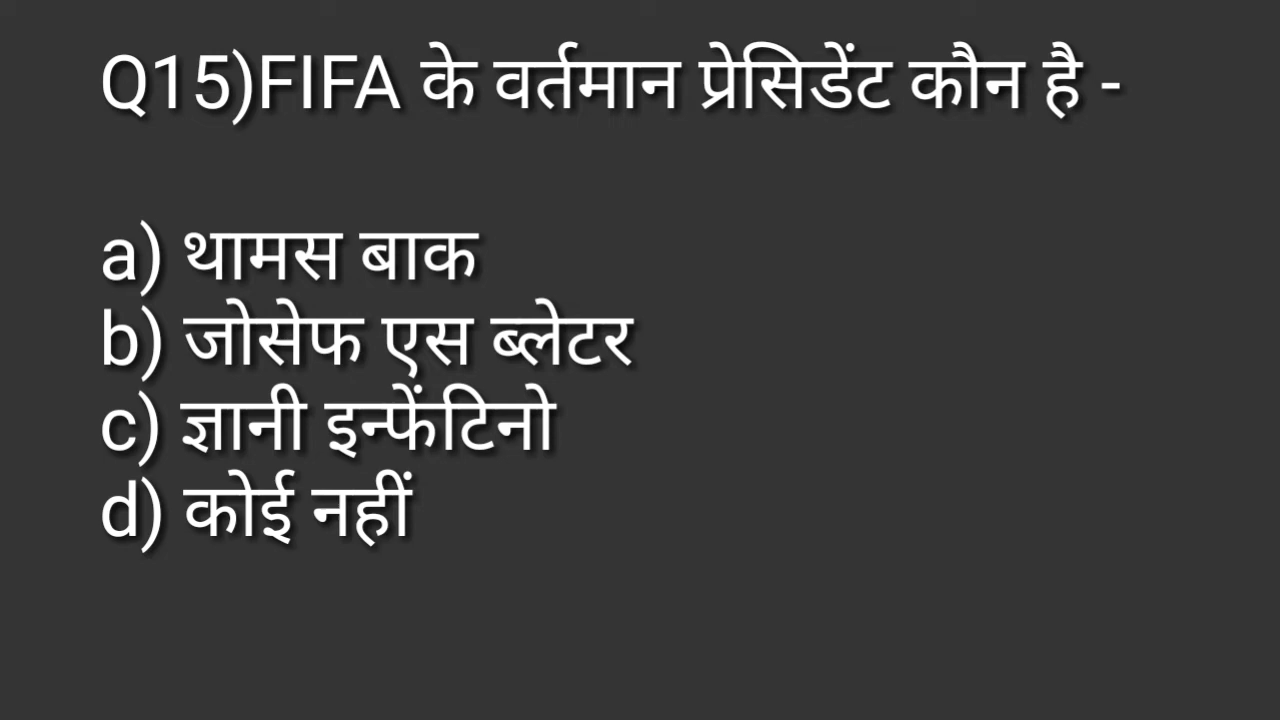 Q15)FIFA के वर्तमान प्रेसिडेंट कौन है -
a) थामस बाक
b) जोसेफ एस ब्लेटर
c) ज्ञानी इन्फेंटिनो
d) कोई नहीं